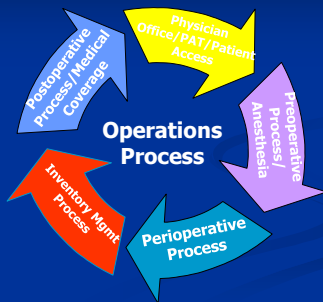 Physician
Office/PAT/Patient
Access
Preoperative
Process/
Anesthesia
Perioperative
Process
Inventory Mgmt
Process
Postoperative
Process/Medical
Coverage
Operations
Process